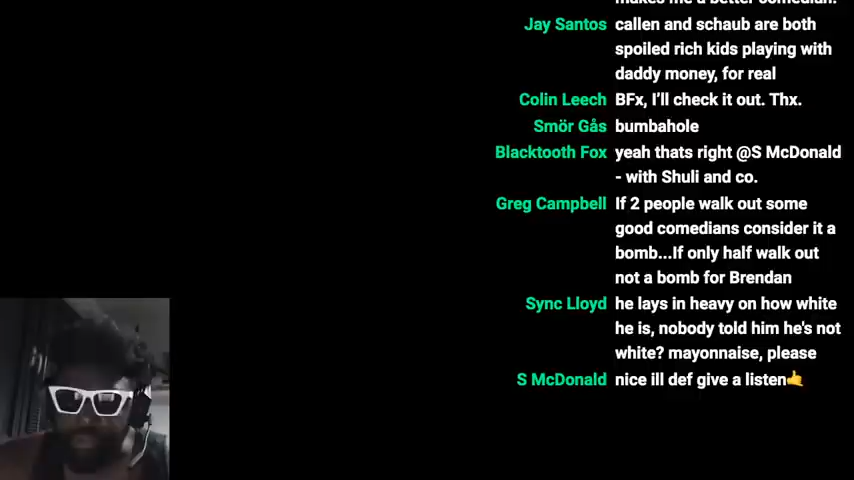 makes me a better comedian.
Jay Santos callen and schaub are both
spoiled rich kids playing with
daddy money, for real
Colin Leech BFx, I'll check it out. Thx.
Smör Gås bumbahole
Blacktooth Fox yeah thats right @S McDonald
- with Shuli and co.
Greg Campbell If 2 people walk out some
good comedians consider it a
bomb...If only half walk out
not a bomb for Brendan
Sync Lloyd he lays in heavy on how white
he is, nobody told him he's not
white? mayonnaise, please
S McDonald nice ill def give a listen🤙